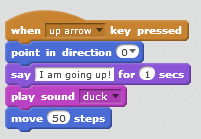 when up arrow key pressed
point in direction 0
say I am going up! for 1 secs
play sound duck
move 50 steps